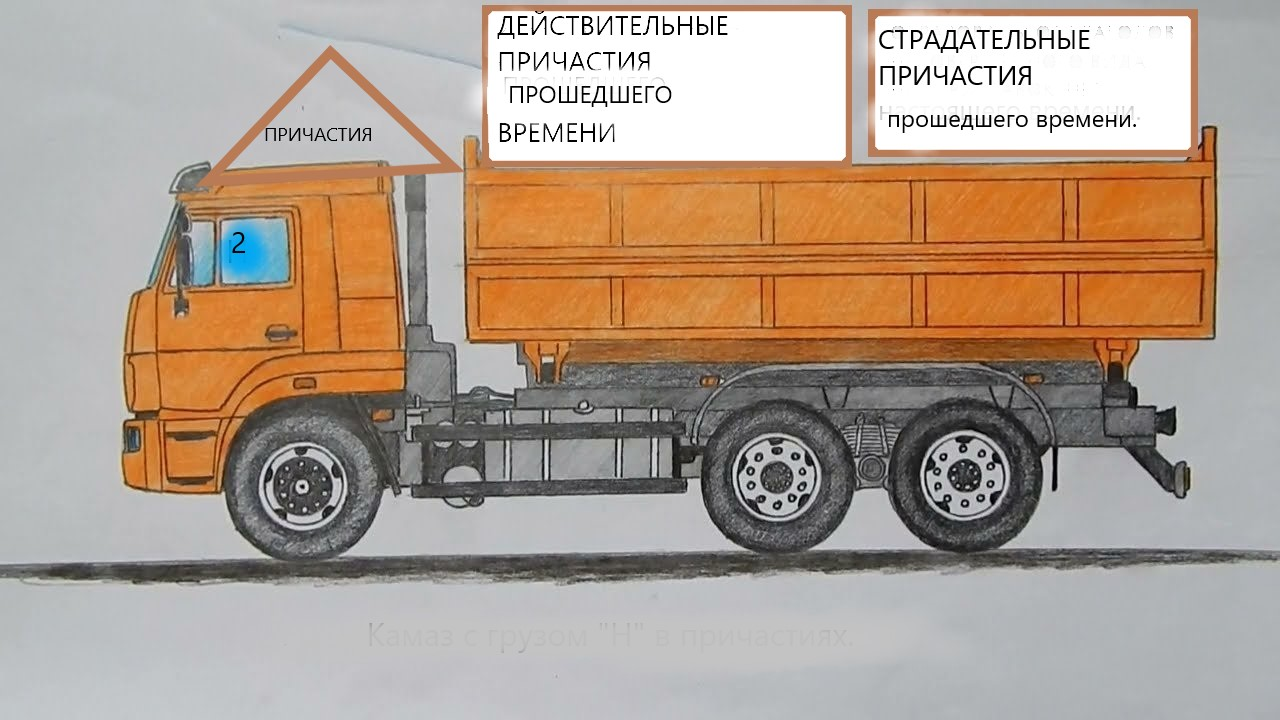 ПРИЧАСТИЯ
2
ДЕЙСТВИТЕЛЬНЫЕ
ПРИЧАСТИЯ
ПРОШЕДШЕГО
ВРЕМЕНИ
СТРАДАТЕЛЬНЫЕ
ПРИЧАСТИЯ
прошедшего времени.
Камаз с грузом "Н" в причастиях.